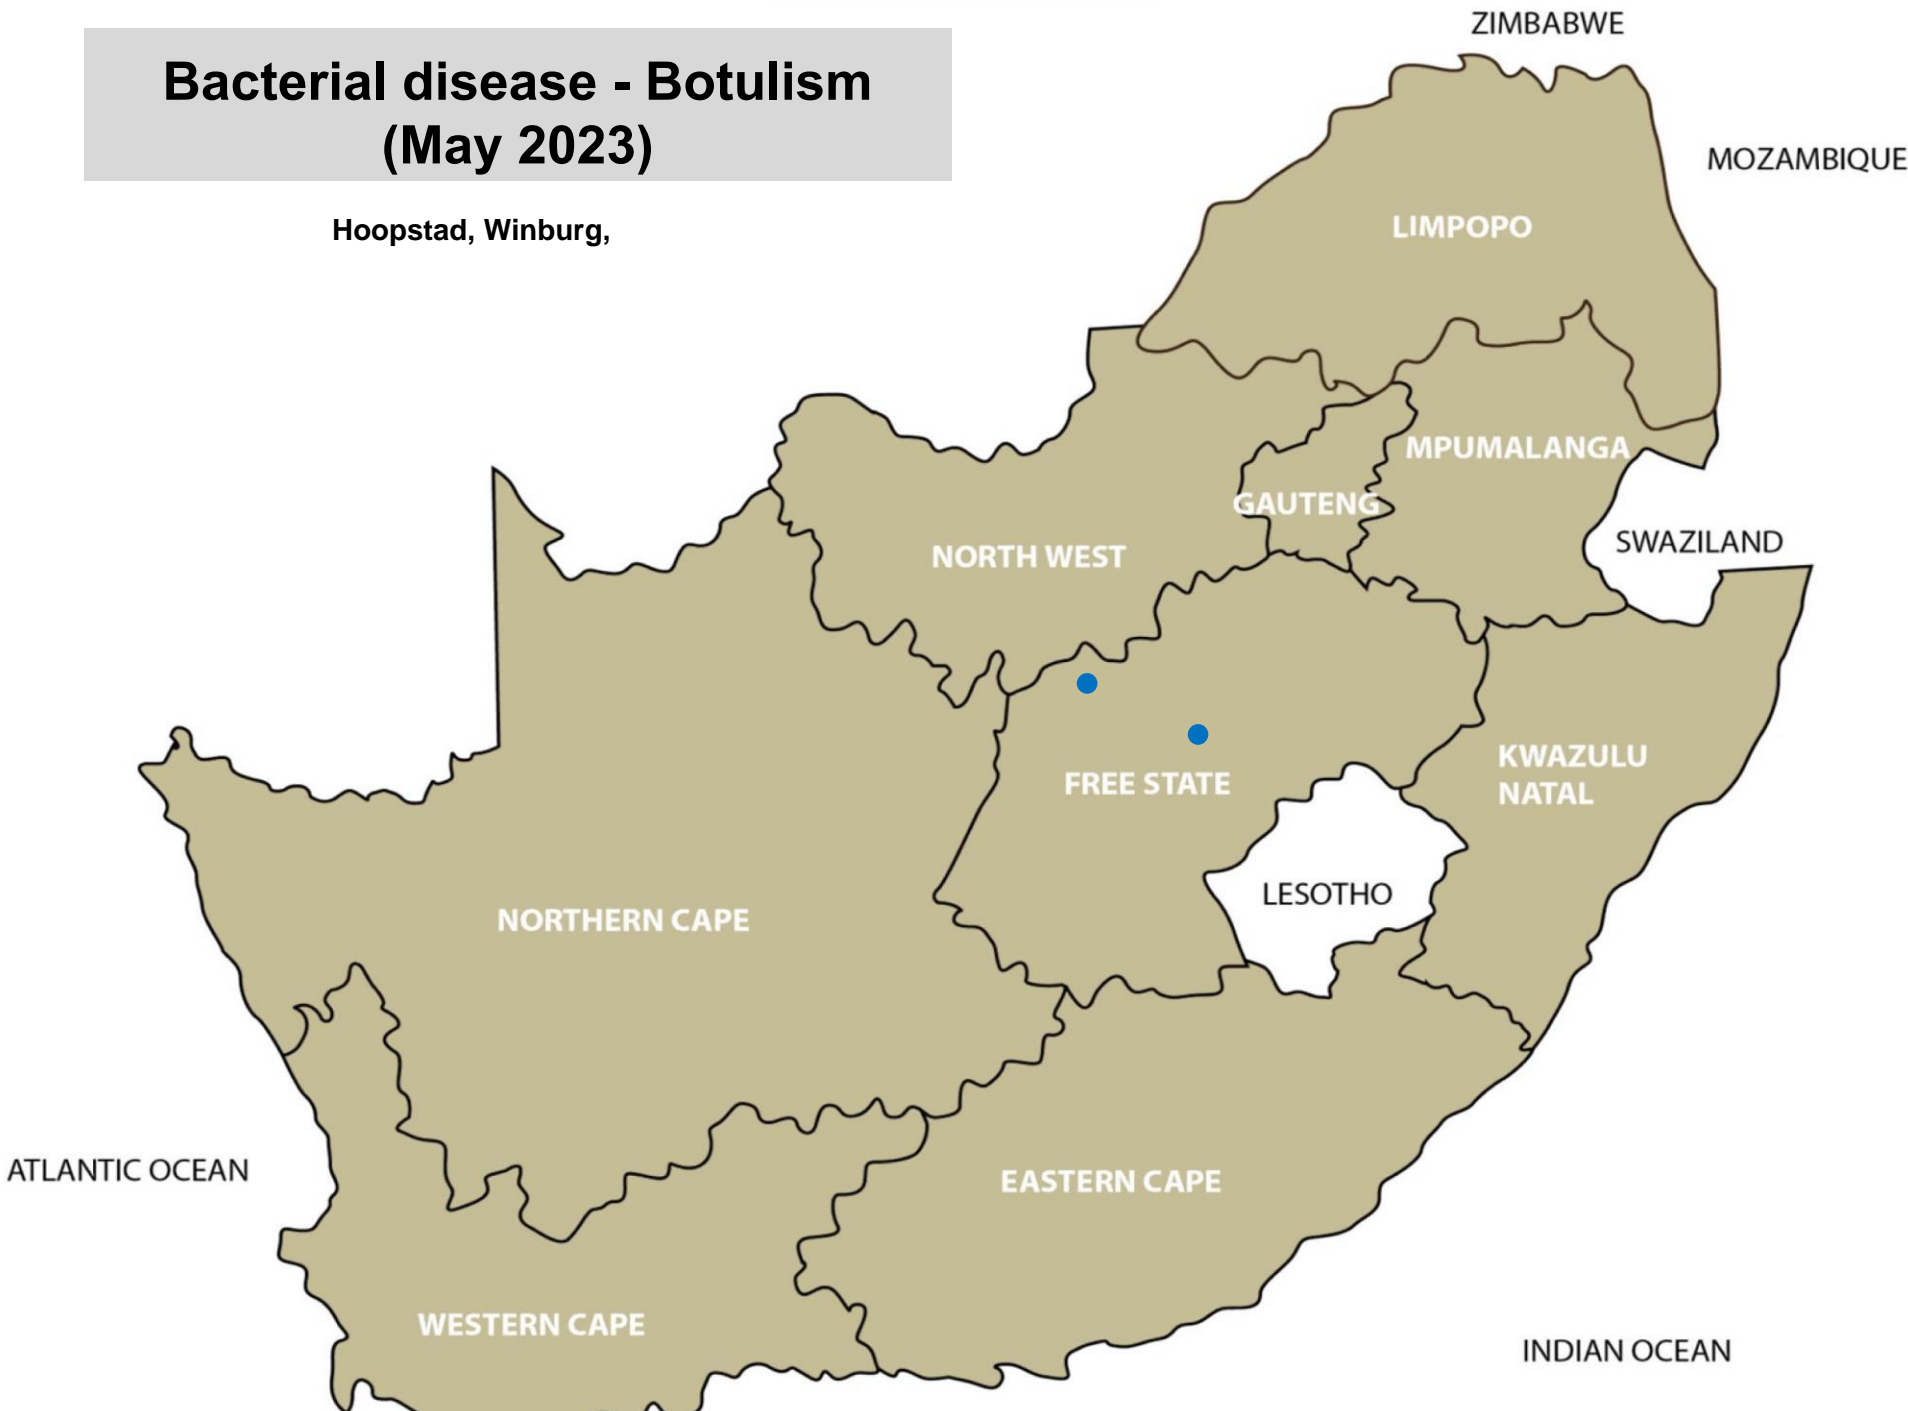 Bacterial disease - Botulism
(May 2023)
Hoopstad, Winburg,
ZIMBABWE
MOZAMBIQUE
LIMPOPO
MPUMALANGA
GAUTENG
SWAZILAND
NORTH WEST
KWAZULU
NATAL
FREE STATE
LESOTHO
NORTHERN CAPE
ATLANTIC OCEAN
EASTERN CAPE
WESTERN CAPE
INDIAN OCEAN